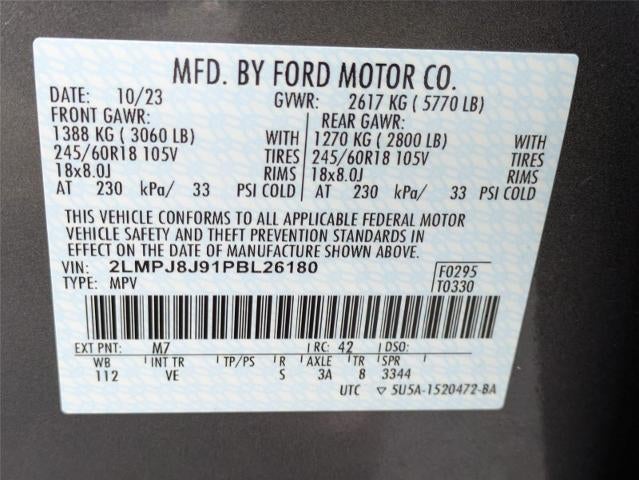 MFD. BY FORD MOTOR CO.
DATE: 10/23 GVWR: 2617 KG ( 5770 LB)
FRONT GAWR: REAR GAWR:
1388 KG ( 3060 LB) WITH 1270 KG ( 2800 LB) WITH
245/60R18 105V TIRES 245/60R18 105V TIRES
18x8.0J RIMS 18x8.0J RIMS
AT 230 kPa/ 33 PSI COLD AT 230 kPa/ 33 PSI COLD
THIS VEHICLE CONFORMS TO ALL APPLICABLE FEDERAL MOTOR
VEHICLE SAFETY AND THEFT PREVENTION STANDARDS IN
EFFECT ON THE DATE OF MANUFACTURE SHOWN ABOVE.
VIN: 2LMPJ8J91PBL26180 F0295
TYPE: MPV T0330
EXT PNT: M7 RC: 42 DSO:
WB INT TR TP/PS R AXLE TR SPR
112 VE S 3A 8 3344
UTC ▽ 5U5A-1520472-BA